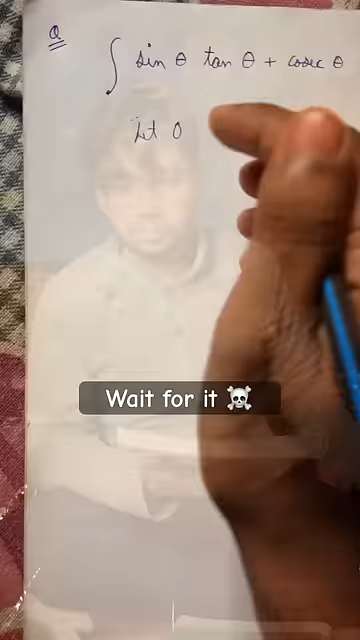 Q
∫ sin θ tan θ + cosec θ
Let θ
Wait for it ☠️